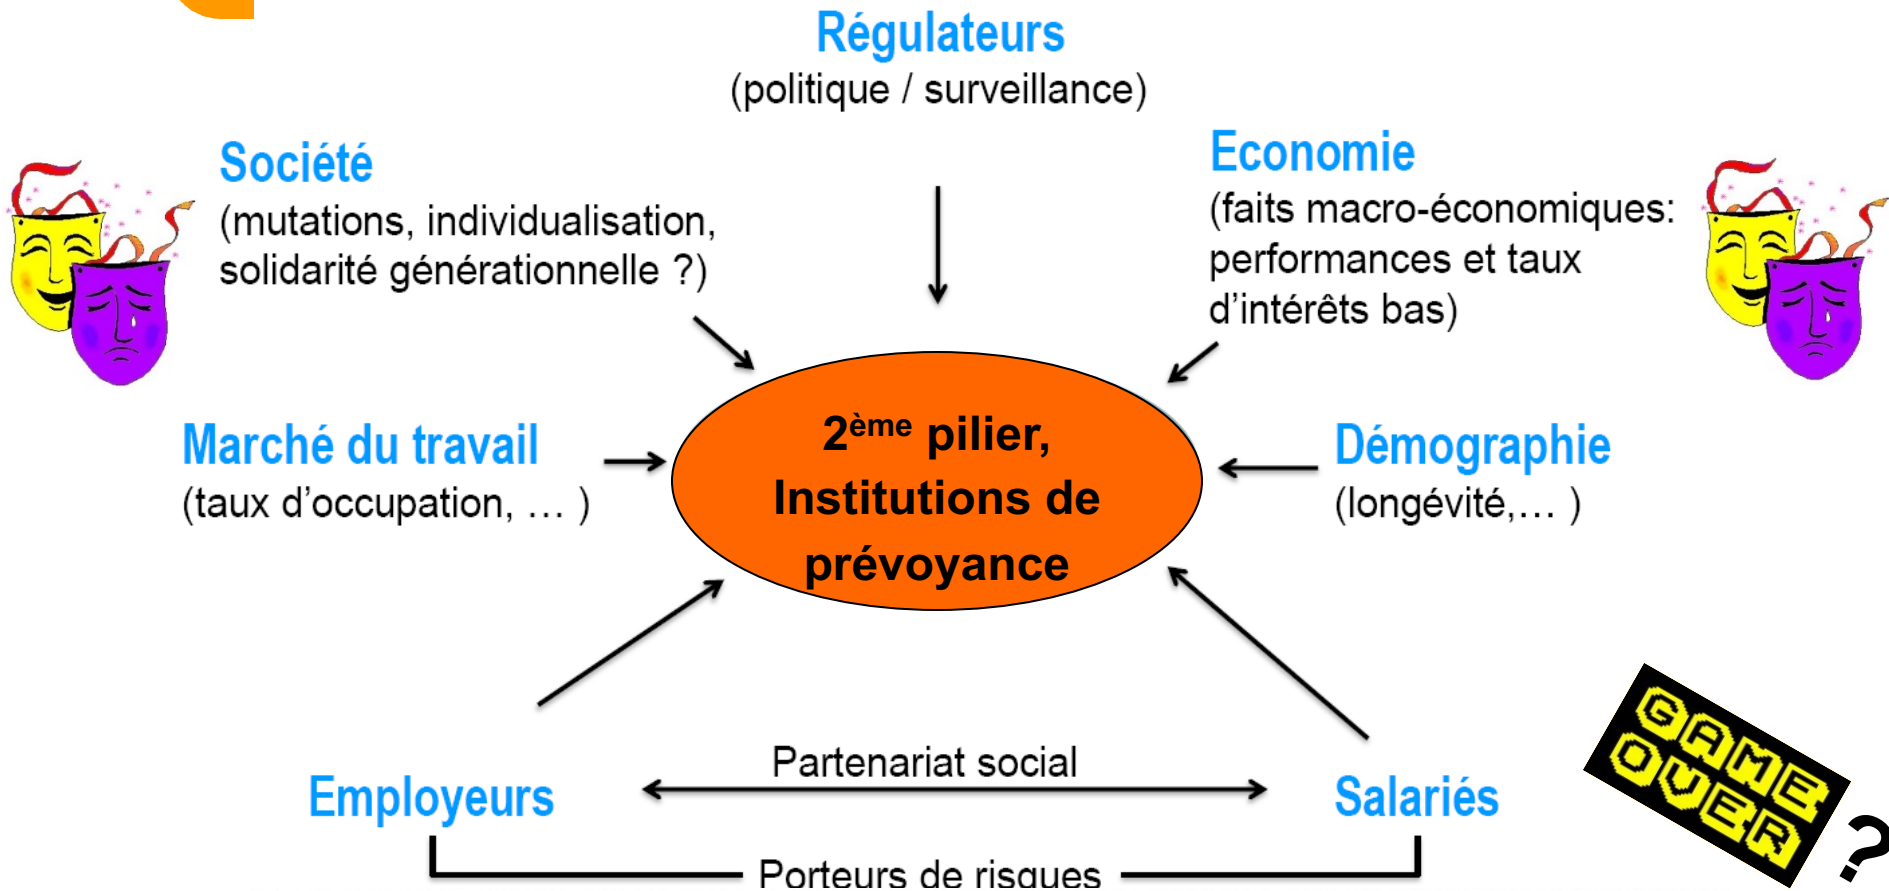 Régulateurs
(politique / surveillance)
Société
(mutations, individualisation,
solidarité générationnelle ?)
Economie
(faits macro-économiques:
performances et taux
d'intérêts bas)
Marché du travail
(taux d'occupation, … )
2ème pilier,
Institutions de
prévoyance
Démographie
(longévité,… )
Partenariat social
Employeurs
Salariés
Porteurs de risques
GAME
OVER
?